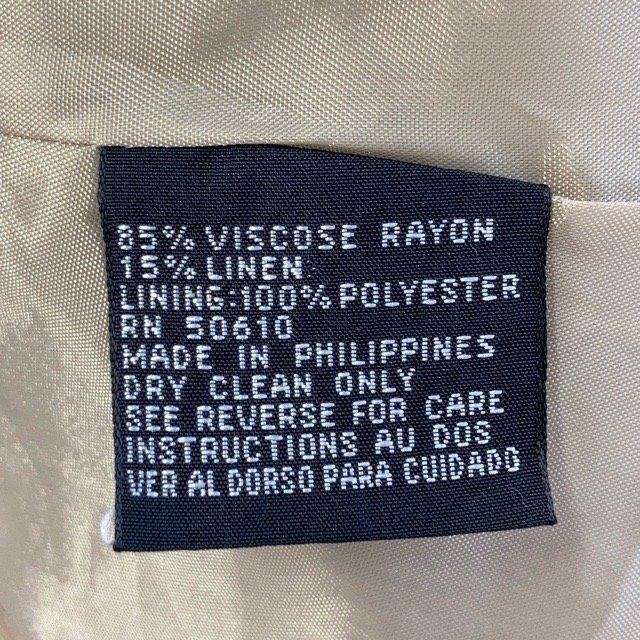 85% VISCOSE RAYON
15% LINEN
LINING:100% POLYESTER
RN 50610
MADE IN PHILIPPINES
DRY CLEAN ONLY
SEE REVERSE FOR CARE
INSTRUCTIONS AU DOS
VER AL DORSO PARA CUIDADO